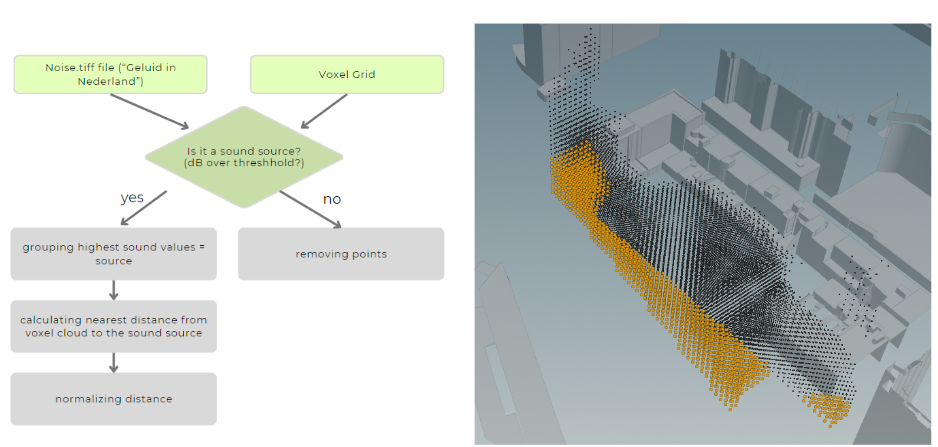 Noise.tiff file ("Geluid in
Nederland")
Voxel Grid
Is it a sound source?
(dB over threshhold?)
yes
no
grouping highest sound values =
source
removing points
calculating nearest distance from
voxel cloud to the sound source
normalizing distance